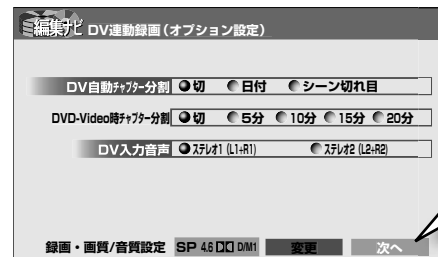 編集ナビ DV連動録画(オプション設定)
DV自動チャプター分割 切 日付 シーン切れ目
DVD-Video時チャプター分割 切 5分 10分 15分 20分
DV入力音声 ステレオ1 (L1+R1) ステレオ2 (L2+R2)
録画・画質/音質設定 SP 4.6 DD D/M1 変更 次へ